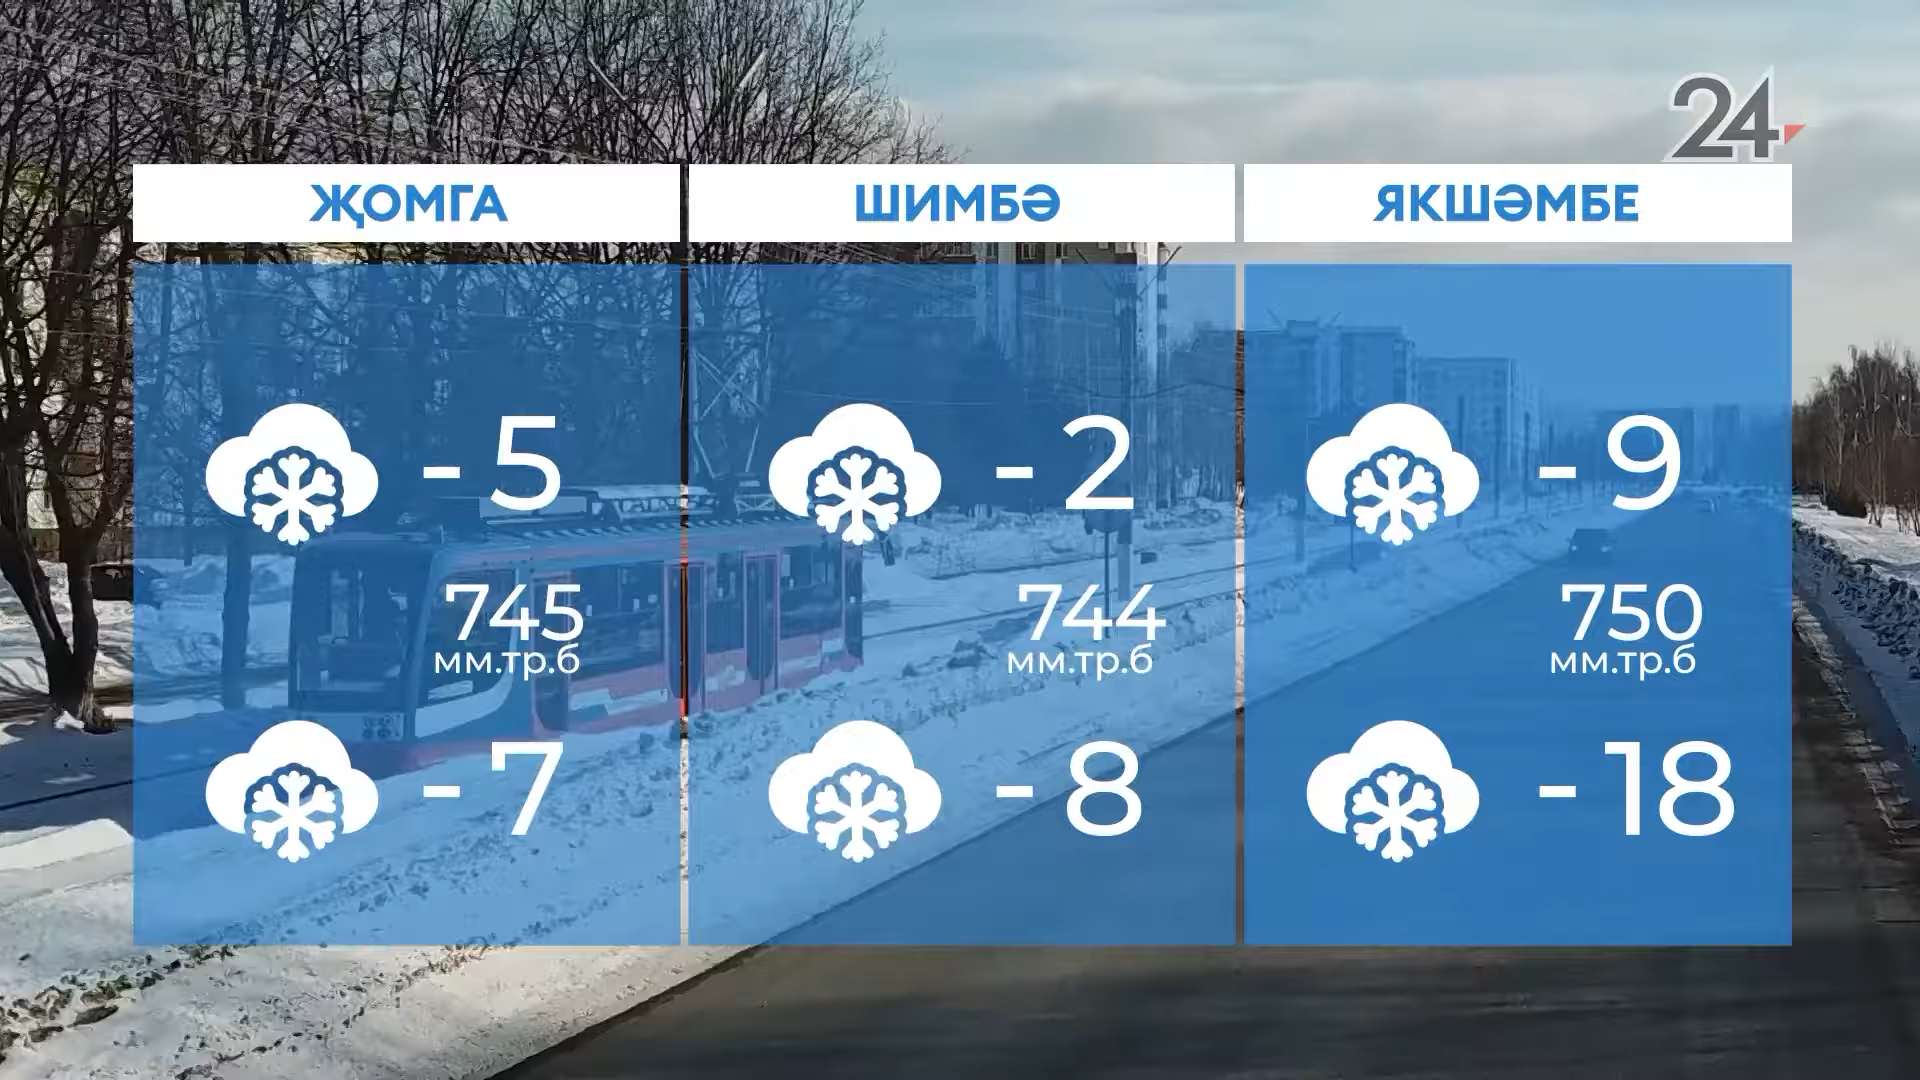 24
ҖОМГА
ШИМБӘ
ЯКШӘМБЕ
- 5
- 2
- 9
745
мм.тр.б
744
мм.тр.б
750
мм.тр.б
- 7
- 8
- 18